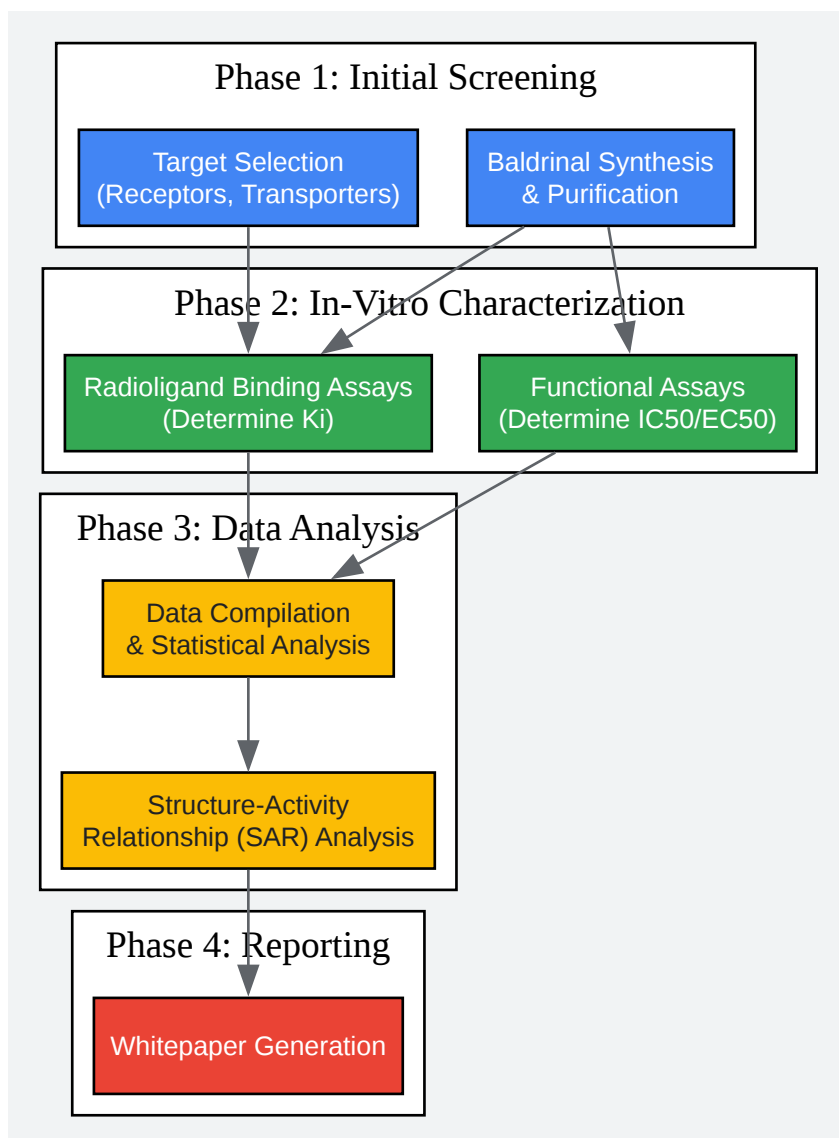 Phase 1: Initial Screening
Target Selection
(Receptors, Transporters)
Baldrinal Synthesis
& Purification
Phase 2: In-Vitro Characterization
Radioligand Binding Assays
(Determine Ki)
Functional Assays
(Determine IC50/EC50)
Phase 3: Data Analysis
Data Compilation
& Statistical Analysis
Structure-Activity
Relationship (SAR) Analysis
Phase 4: Reporting
Whitepaper Generation